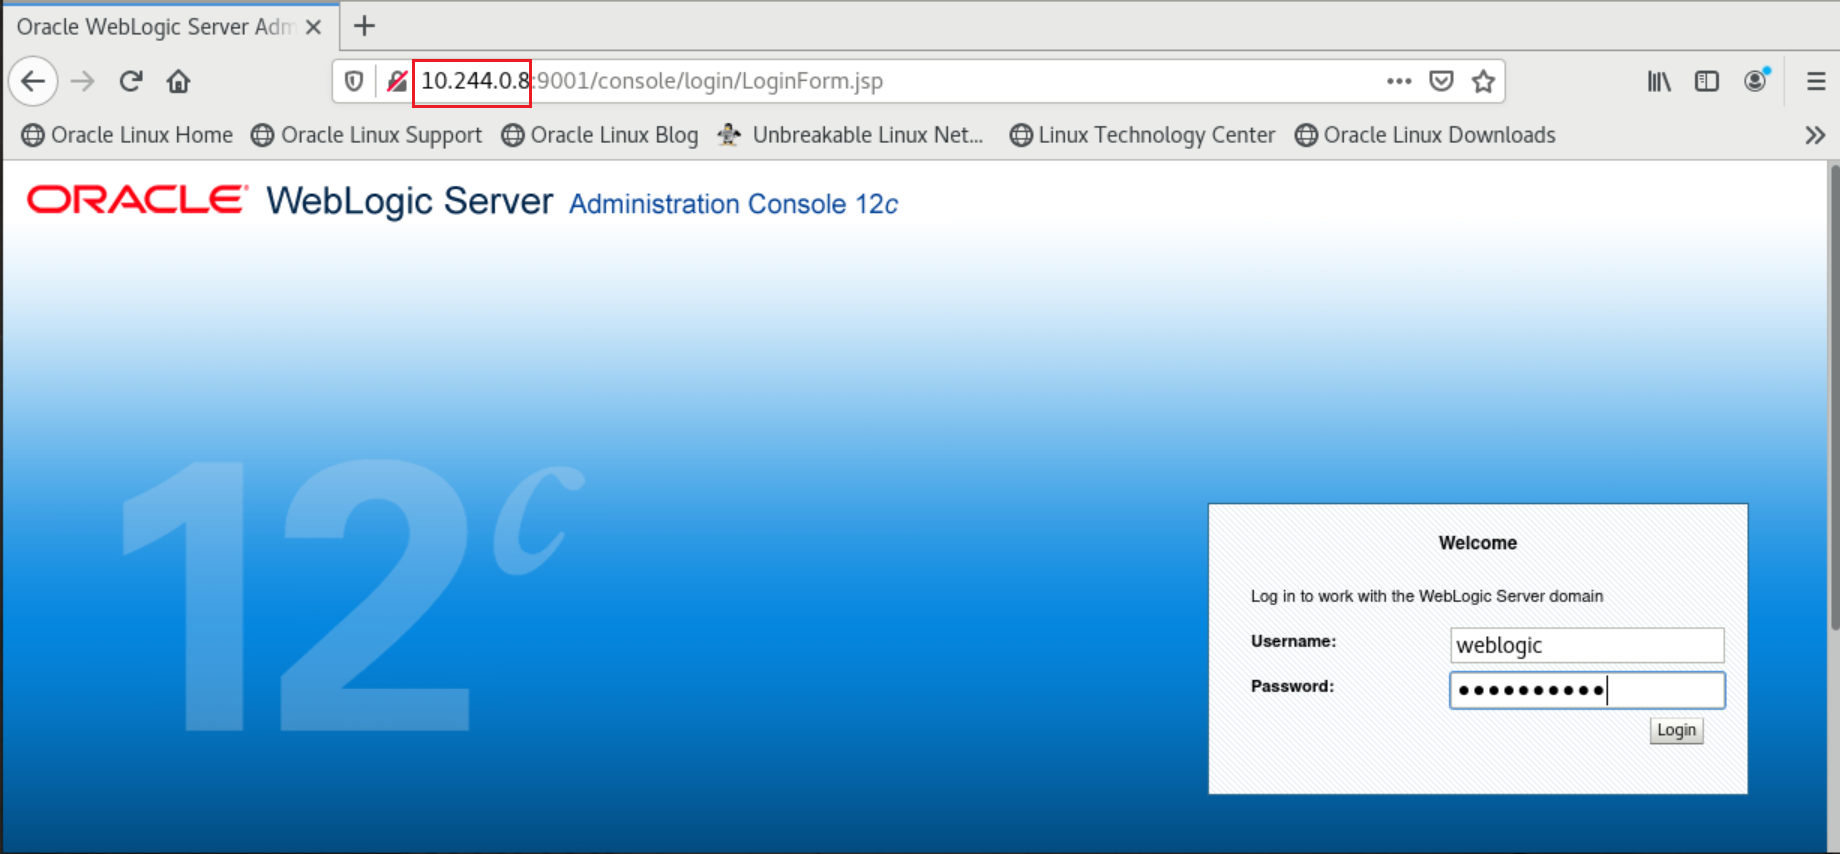 Oracle WebLogic Server Adm
10.244.0.8:9001/console/login/LoginForm.jsp
Oracle Linux Home Oracle Linux Support Oracle Linux Blog Unbreakable Linux Net... Linux Technology Center Oracle Linux Downloads
ORACLE WebLogic Server Administration Console 12c
12c
Welcome
Log in to work with the WebLogic Server domain
Username: weblogic
Password: ••••••••••
Login